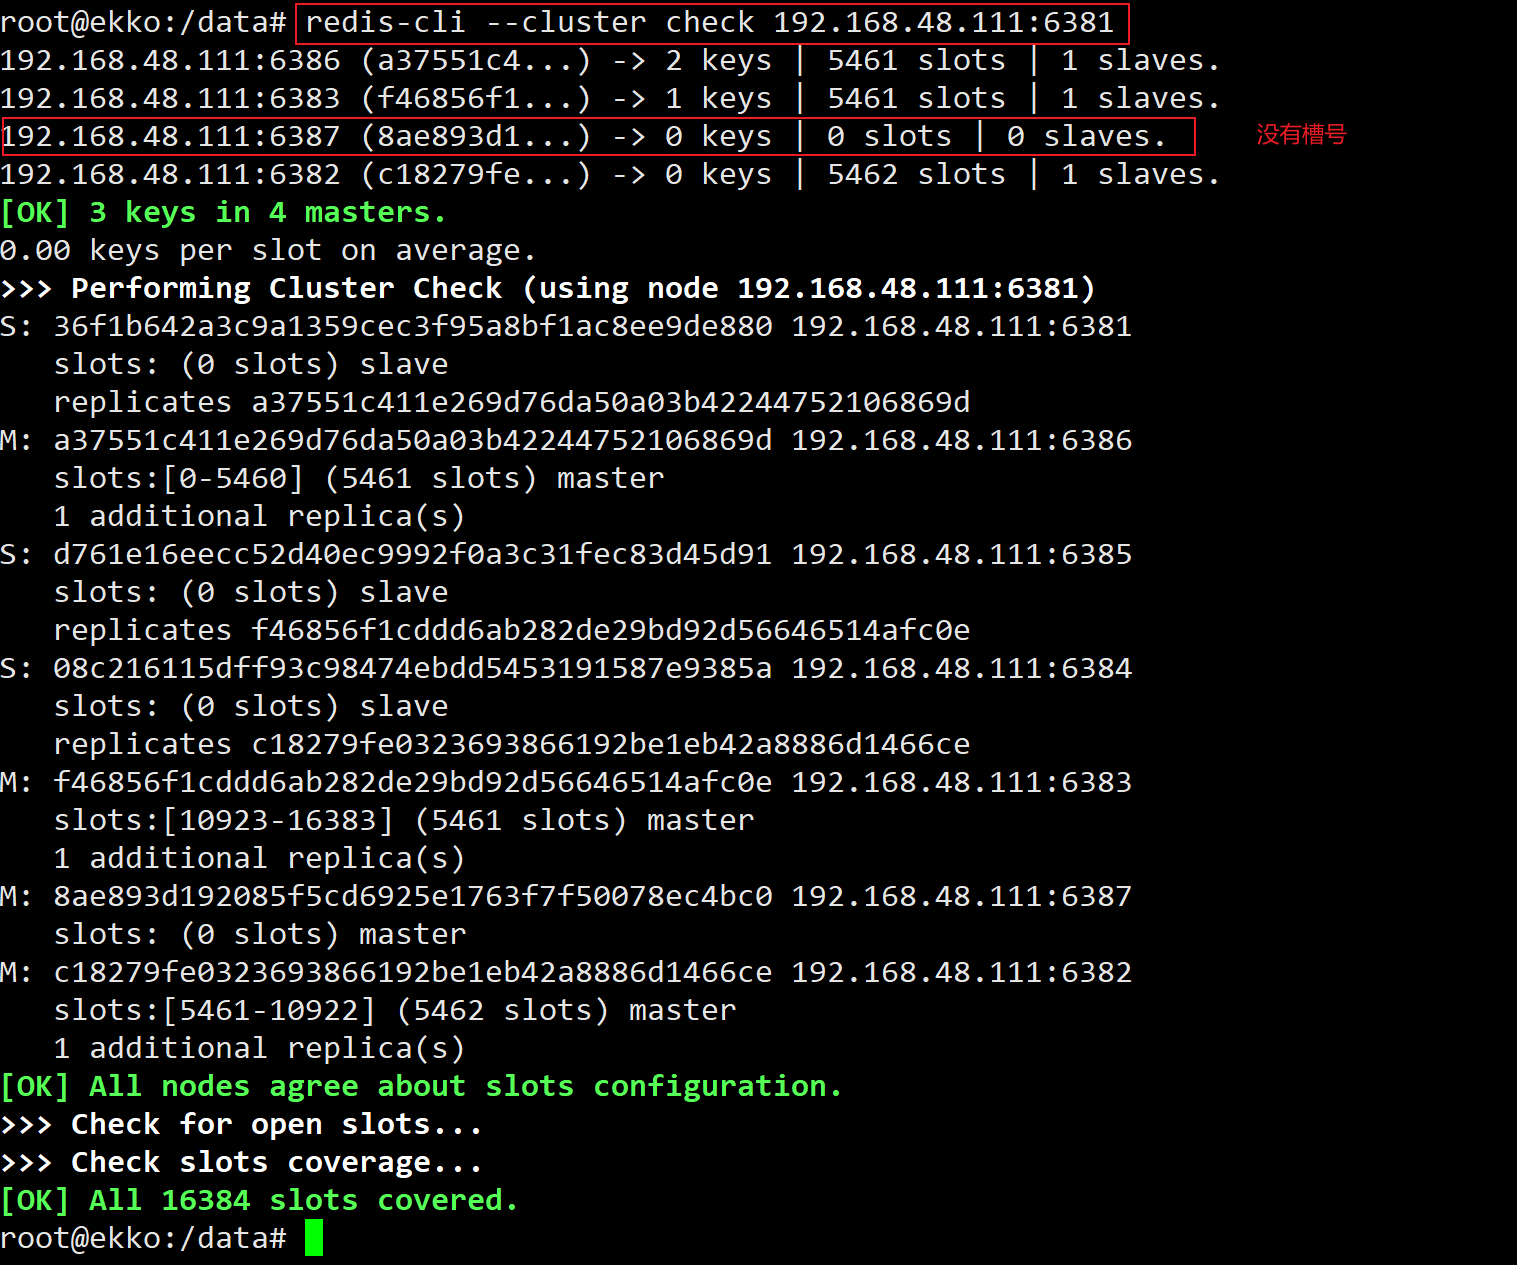 root@ekko:/data# redis-cli --cluster check 192.168.48.111:6381
192.168.48.111:6386 (a37551c4...) -> 2 keys | 5461 slots | 1 slaves.
192.168.48.111:6383 (f46856f1...) -> 1 keys | 5461 slots | 1 slaves.
192.168.48.111:6387 (8ae893d1...) -> 0 keys | 0 slots | 0 slaves. 没有槽号
192.168.48.111:6382 (c18279fe...) -> 0 keys | 5462 slots | 1 slaves.
[OK] 3 keys in 4 masters.
0.00 keys per slot on average.
>>> Performing Cluster Check (using node 192.168.48.111:6381)
S: 36f1b642a3c9a1359cec3f95a8bf1ac8ee9de880 192.168.48.111:6381
   slots: (0 slots) slave
   replicates a37551c411e269d76da50a03b42244752106869d
M: a37551c411e269d76da50a03b42244752106869d 192.168.48.111:6386
   slots:[0-5460] (5461 slots) master
   1 additional replica(s)
S: d761e16eecc52d40ec9992f0a3c31fec83d45d91 192.168.48.111:6385
   slots: (0 slots) slave
   replicates f46856f1cddd6ab282de29bd92d56646514afc0e
S: 08c216115dff93c98474ebdd5453191587e9385a 192.168.48.111:6384
   slots: (0 slots) slave
   replicates c18279fe0323693866192be1eb42a8886d1466ce
M: f46856f1cddd6ab282de29bd92d56646514afc0e 192.168.48.111:6383
   slots:[10923-16383] (5461 slots) master
   1 additional replica(s)
M: 8ae893d192085f5cd6925e1763f7f50078ec4bc0 192.168.48.111:6387
   slots: (0 slots) master
M: c18279fe0323693866192be1eb42a8886d1466ce 192.168.48.111:6382
   slots:[5461-10922] (5462 slots) master
   1 additional replica(s)
[OK] All nodes agree about slots configuration.
>>> Check for open slots...
>>> Check slots coverage...
[OK] All 16384 slots covered.
root@ekko:/data#